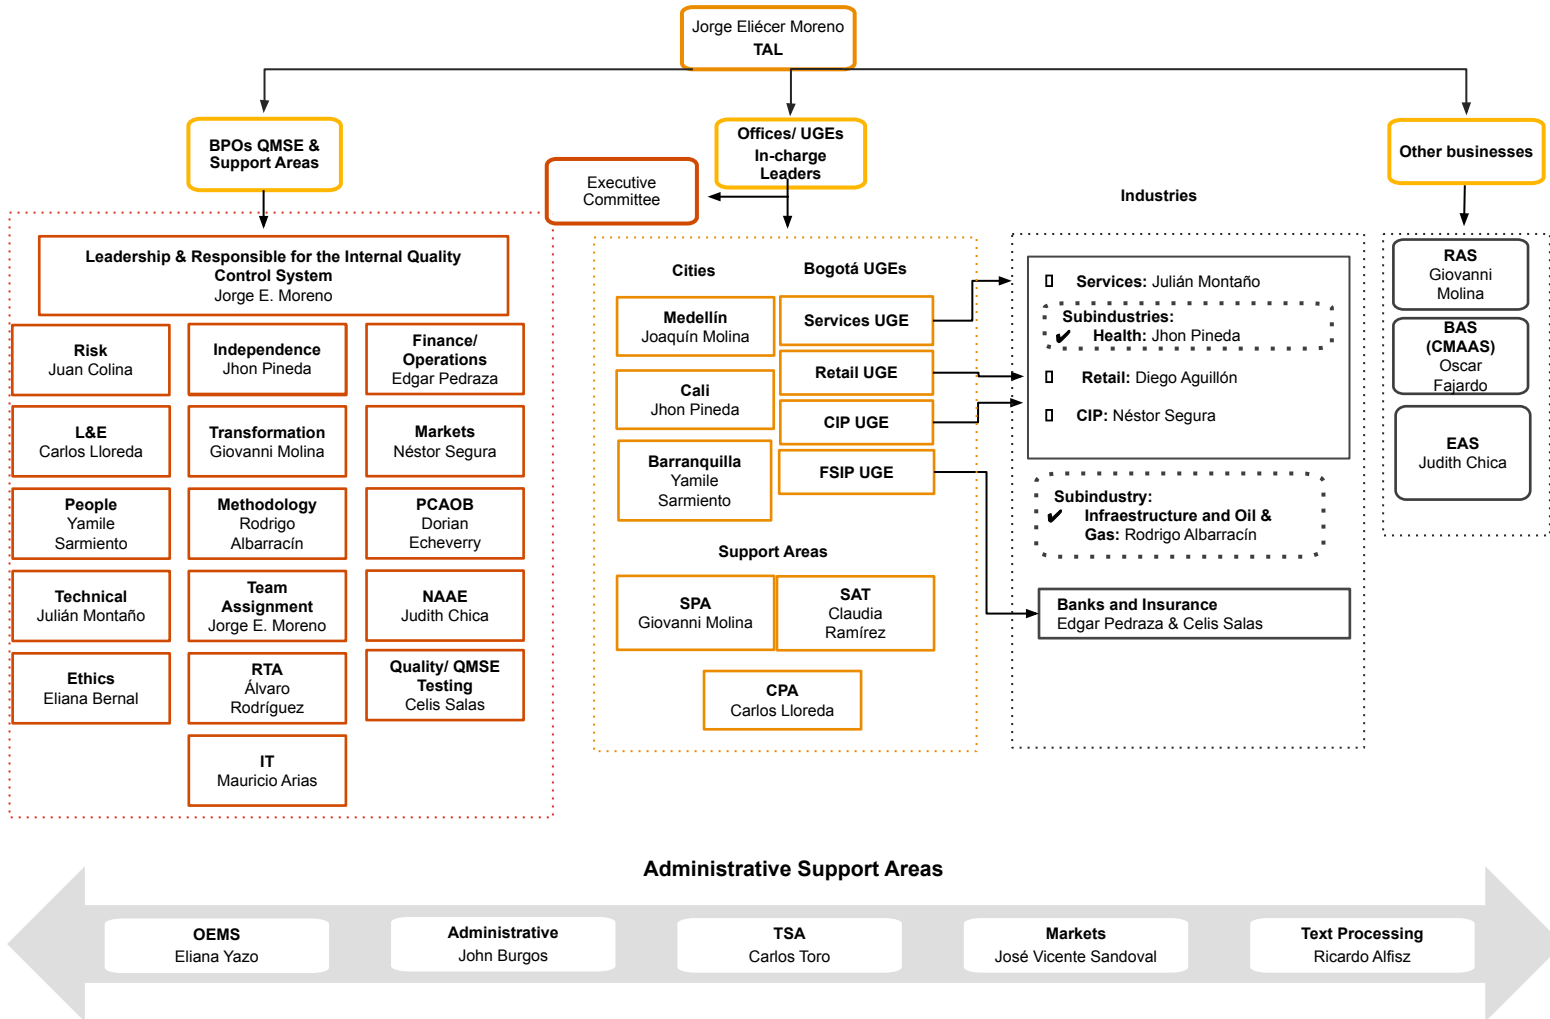 Jorge Eliécer Moreno
TAL
BPOs QMSE &
Support Areas
Offices/ UGEs
In-charge
Leaders
Other businesses
Executive
Committee
Leadership & Responsible for the Internal Quality
Control System
Jorge E. Moreno
Risk
Juan Colina
Independence
Jhon Pineda
Finance/
Operations
Edgar Pedraza
L&E
Carlos Lloreda
Transformation
Giovanni Molina
Markets
Néstor Segura
People
Yamile
Sarmiento
Methodology
Rodrigo
Albarracín
PCAOB
Dorian
Echeverry
Technical
Julián Montaño
Team
Assignment
Jorge E. Moreno
NAAE
Judith Chica
Ethics
Eliana Bernal
RTA
Álvaro
Rodríguez
Quality/ QMSE
Testing
Celis Salas
IT
Mauricio Arias
Cities
Medellín
Joaquín Molina
Cali
Jhon Pineda
Barranquilla
Yamile
Sarmiento
Bogotá UGEs
Services UGE
Retail UGE
CIP UGE
FSIP UGE
Support Areas
SPA
Giovanni Molina
SAT
Claudia
Ramírez
CPA
Carlos Lloreda
Industries
Services: Julián Montaño
Subindustries:
✔ Health: Jhon Pineda
Retail: Diego Aguillón
CIP: Néstor Segura
Subindustry:
✔ Infraestructure and Oil &
Gas: Rodrigo Albarracín
Banks and Insurance
Edgar Pedraza & Celis Salas
RAS
Giovanni
Molina
BAS
(CMAAS)
Oscar
Fajardo
EAS
Judith Chica
Administrative Support Areas
OEMS
Eliana Yazo
Administrative
John Burgos
TSA
Carlos Toro
Markets
José Vicente Sandoval
Text Processing
Ricardo Alfisz